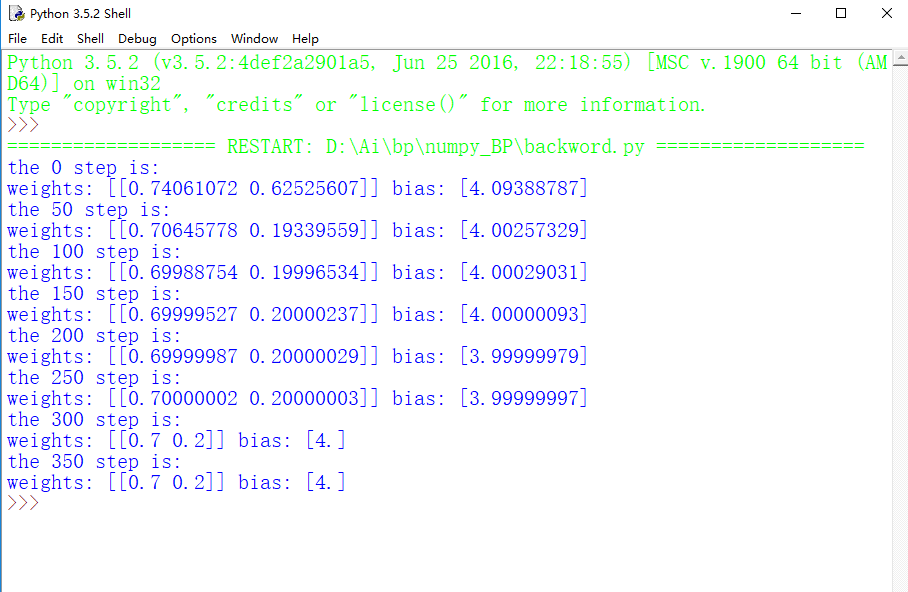 Python 3.5.2 Shell
File Edit Shell Debug Options Window Help
Python 3.5.2 (v3.5.2:4def2a2901a5, Jun 25 2016, 22:18:55) [MSC v.1900 64 bit (AM
D64)] on win32
Type "copyright", "credits" or "license()" for more information.
>>>
=================== RESTART: D:\Ai\bp\numpy_BP\backword.py ===================
the 0 step is:
weights: [[0.74061072 0.62525607]] bias: [4.09388787]
the 50 step is:
weights: [[0.70645778 0.19339559]] bias: [4.00257329]
the 100 step is:
weights: [[0.69988754 0.19996534]] bias: [4.00029031]
the 150 step is:
weights: [[0.69999527 0.20000237]] bias: [4.00000093]
the 200 step is:
weights: [[0.69999987 0.20000029]] bias: [3.99999979]
the 250 step is:
weights: [[0.70000002 0.20000003]] bias: [3.99999997]
the 300 step is:
weights: [[0.7 0.2]] bias: [4.]
the 350 step is:
weights: [[0.7 0.2]] bias: [4.]
>>>